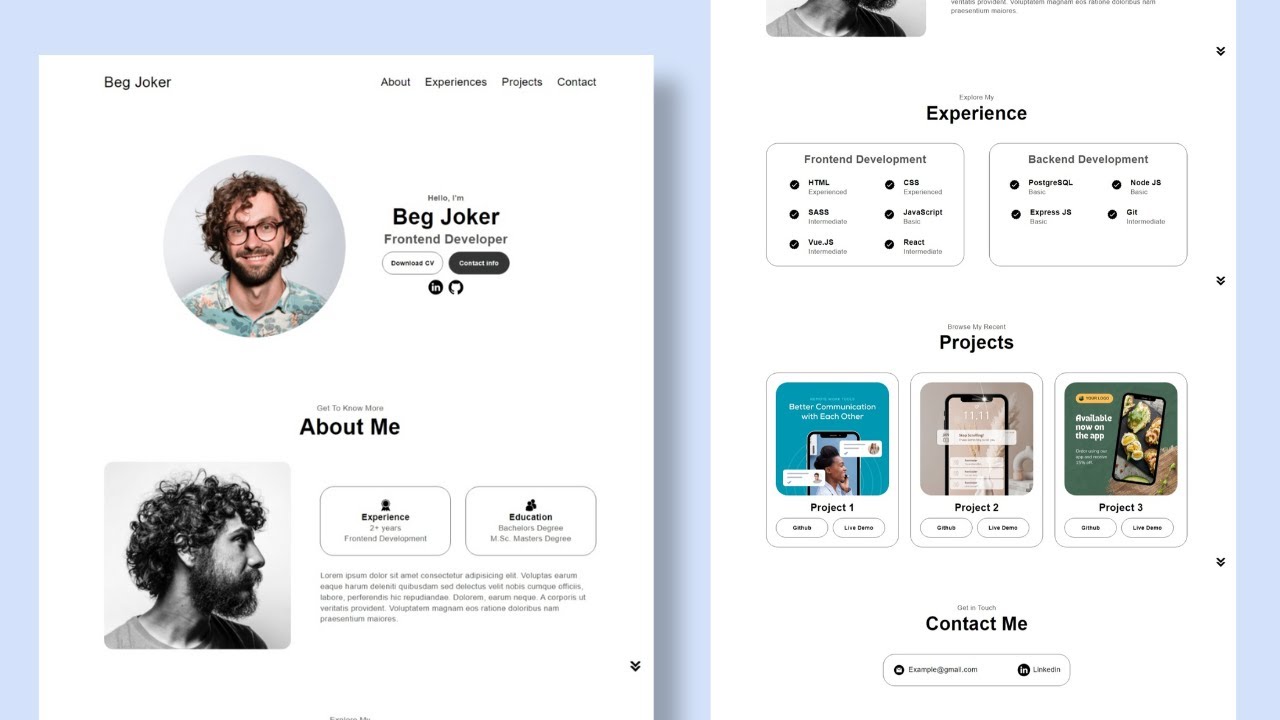 Beg Joker
About Experiences Projects Contact
Hello, I'm
Beg Joker
Frontend Developer
Download CV Contact Info
Get To Know More
About Me
Experience
2+ years
Frontend Development
Education
Bachelors Degree
M.Sc. Masters Degree
Lorem ipsum dolor sit amet consectetur adipisicing elit. Voluptas earum
eaque harum deleniti quibusdam sed delectus velit nobis cumque officiis,
labore, perferendis hic repudiandae. Dolorem, earum neque. A corporis ut
veritatis provident. Voluptatem magnam eos ratione doloribus nam
praesentium maiores.
Explore My
veritatis provident. Voluptatem magnam eos ratione doloribus nam
praesentium maiores.
Explore My
Experience
Frontend Development
HTML
Experienced
CSS
Experienced
SASS
Intermediate
JavaScript
Basic
Vue.JS
Intermediate
React
Intermediate
Backend Development
PostgreSQL
Basic
Node JS
Basic
Express JS
Basic
Git
Intermediate
Browse My Recent
Projects
Better Communication
with Each Other
Project 1
Github Live Demo
11.11
Project 2
Github Live Demo
YOUR LOGO
Available
now on
the app
Order using our
app and receive
15% off.
Project 3
Github Live Demo
Get in Touch
Contact Me
Example@gmail.com
LinkedIn